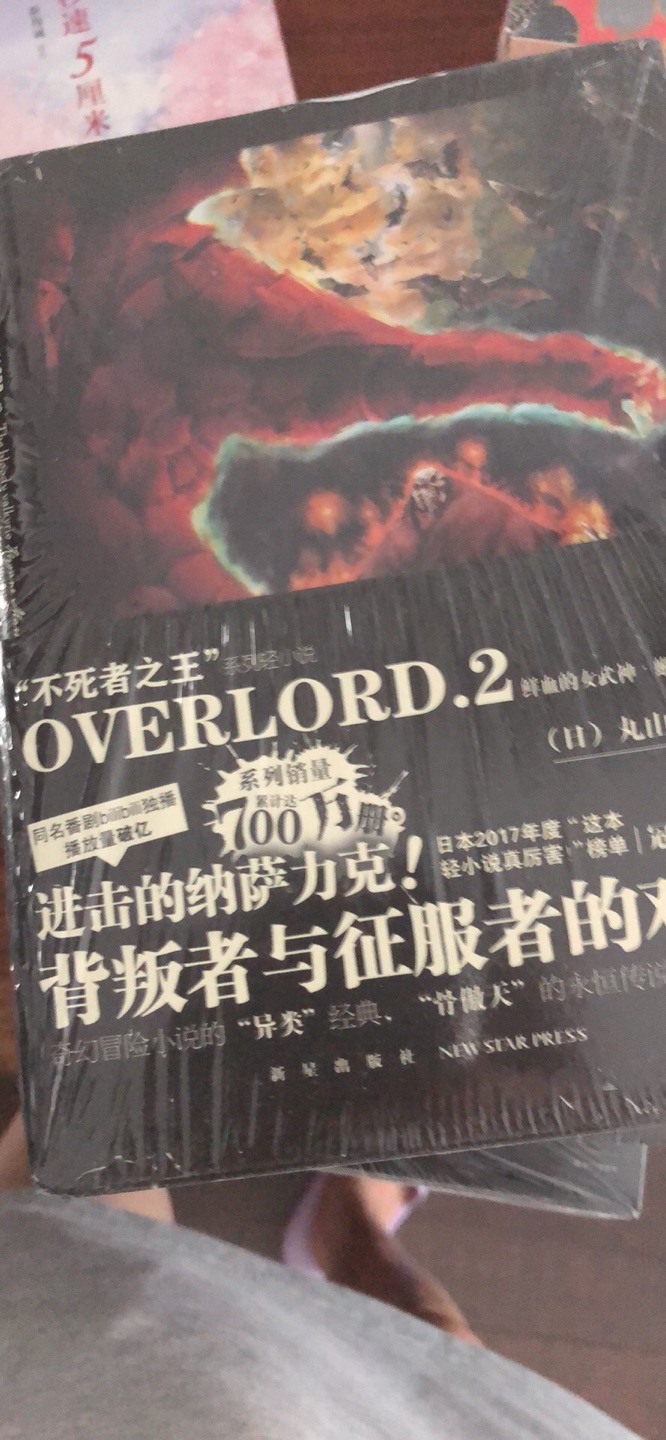 速5厘米
"不死者之王"系列轻小说
OVERLORD.2
鲜血的女武神
（日）丸山
系列销量
累计达
700万册。
同名番剧bilibili独播
播放量破亿
日本2017年度"这本
轻小说真厉害"榜单
进击的纳萨力克！
背叛者与征服者的
奇幻冒险小说的"异类"经典、"骨傲天"的永恒传说
新星出版社 NEW STAR PRESS